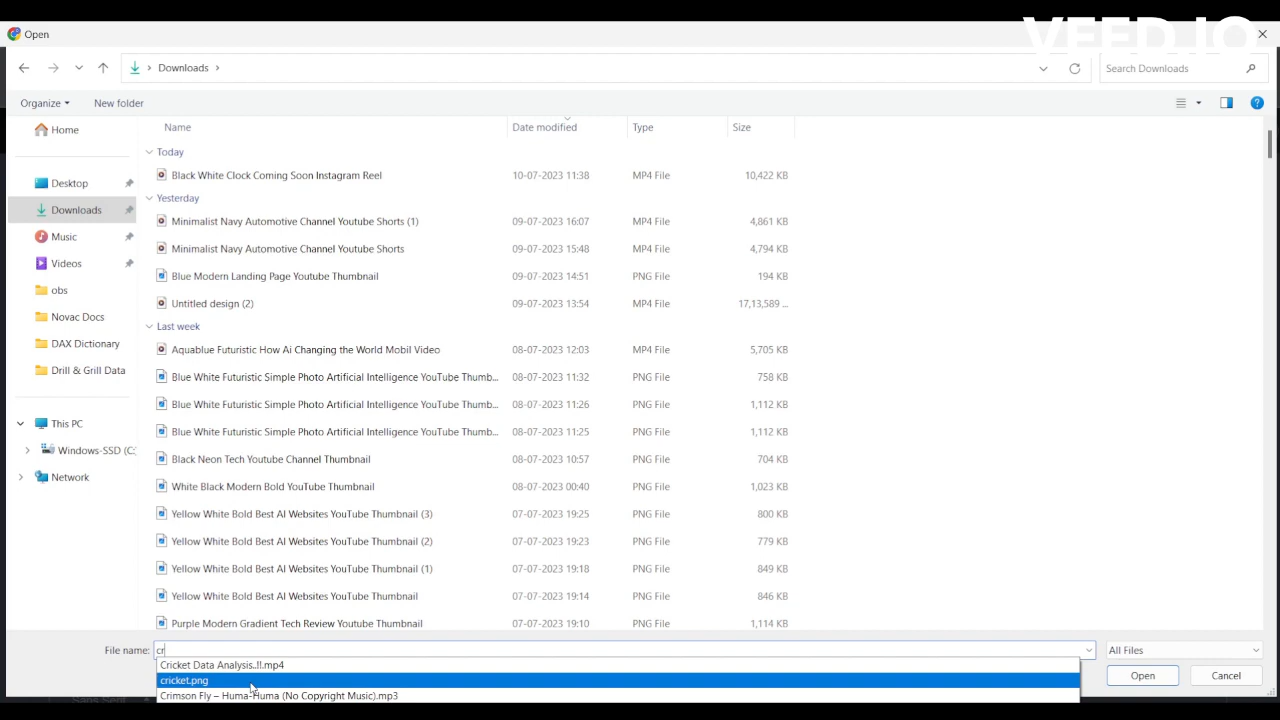 VEED.IO
Open
Downloads
Search Downloads
Organize
New folder
Home
Desktop
Downloads
Music
Videos
obs
Novac Docs
DAX Dictionary
Drill & Grill Data
This PC
Windows-SSD (C:
Network
Name Date modified Type Size
Today
Black White Clock Coming Soon Instagram Reel 10-07-2023 11:38 MP4 File 10,422 KB
Yesterday
Minimalist Navy Automotive Channel Youtube Shorts (1) 09-07-2023 16:07 MP4 File 4,861 KB
Minimalist Navy Automotive Channel Youtube Shorts 09-07-2023 15:48 MP4 File 4,794 KB
Blue Modern Landing Page Youtube Thumbnail 09-07-2023 14:51 PNG File 194 KB
Untitled design (2) 09-07-2023 13:54 MP4 File 17,13,589 ...
Last week
Aquablue Futuristic How Ai Changing the World Mobil Video 08-07-2023 12:03 MP4 File 5,705 KB
Blue White Futuristic Simple Photo Artificial Intelligence YouTube Thumb... 08-07-2023 11:32 PNG File 758 KB
Blue White Futuristic Simple Photo Artificial Intelligence YouTube Thumb... 08-07-2023 11:26 PNG File 1,112 KB
Blue White Futuristic Simple Photo Artificial Intelligence YouTube Thumb... 08-07-2023 11:25 PNG File 1,112 KB
Black Neon Tech Youtube Channel Thumbnail 08-07-2023 10:57 PNG File 704 KB
White Black Modern Bold YouTube Thumbnail 08-07-2023 00:40 PNG File 1,023 KB
Yellow White Bold Best AI Websites YouTube Thumbnail (3) 07-07-2023 19:25 PNG File 800 KB
Yellow White Bold Best AI Websites YouTube Thumbnail (2) 07-07-2023 19:23 PNG File 779 KB
Yellow White Bold Best AI Websites YouTube Thumbnail (1) 07-07-2023 19:18 PNG File 849 KB
Yellow White Bold Best AI Websites YouTube Thumbnail 07-07-2023 19:14 PNG File 846 KB
Purple Modern Gradient Tech Review Youtube Thumbnail 07-07-2023 19:10 PNG File 1,114 KB
File name: cr All Files
Cricket Data Analysis..!!.mp4
cricket.png
Crimson Fly – Huma-Huma (No Copyright Music).mp3
Open Cancel